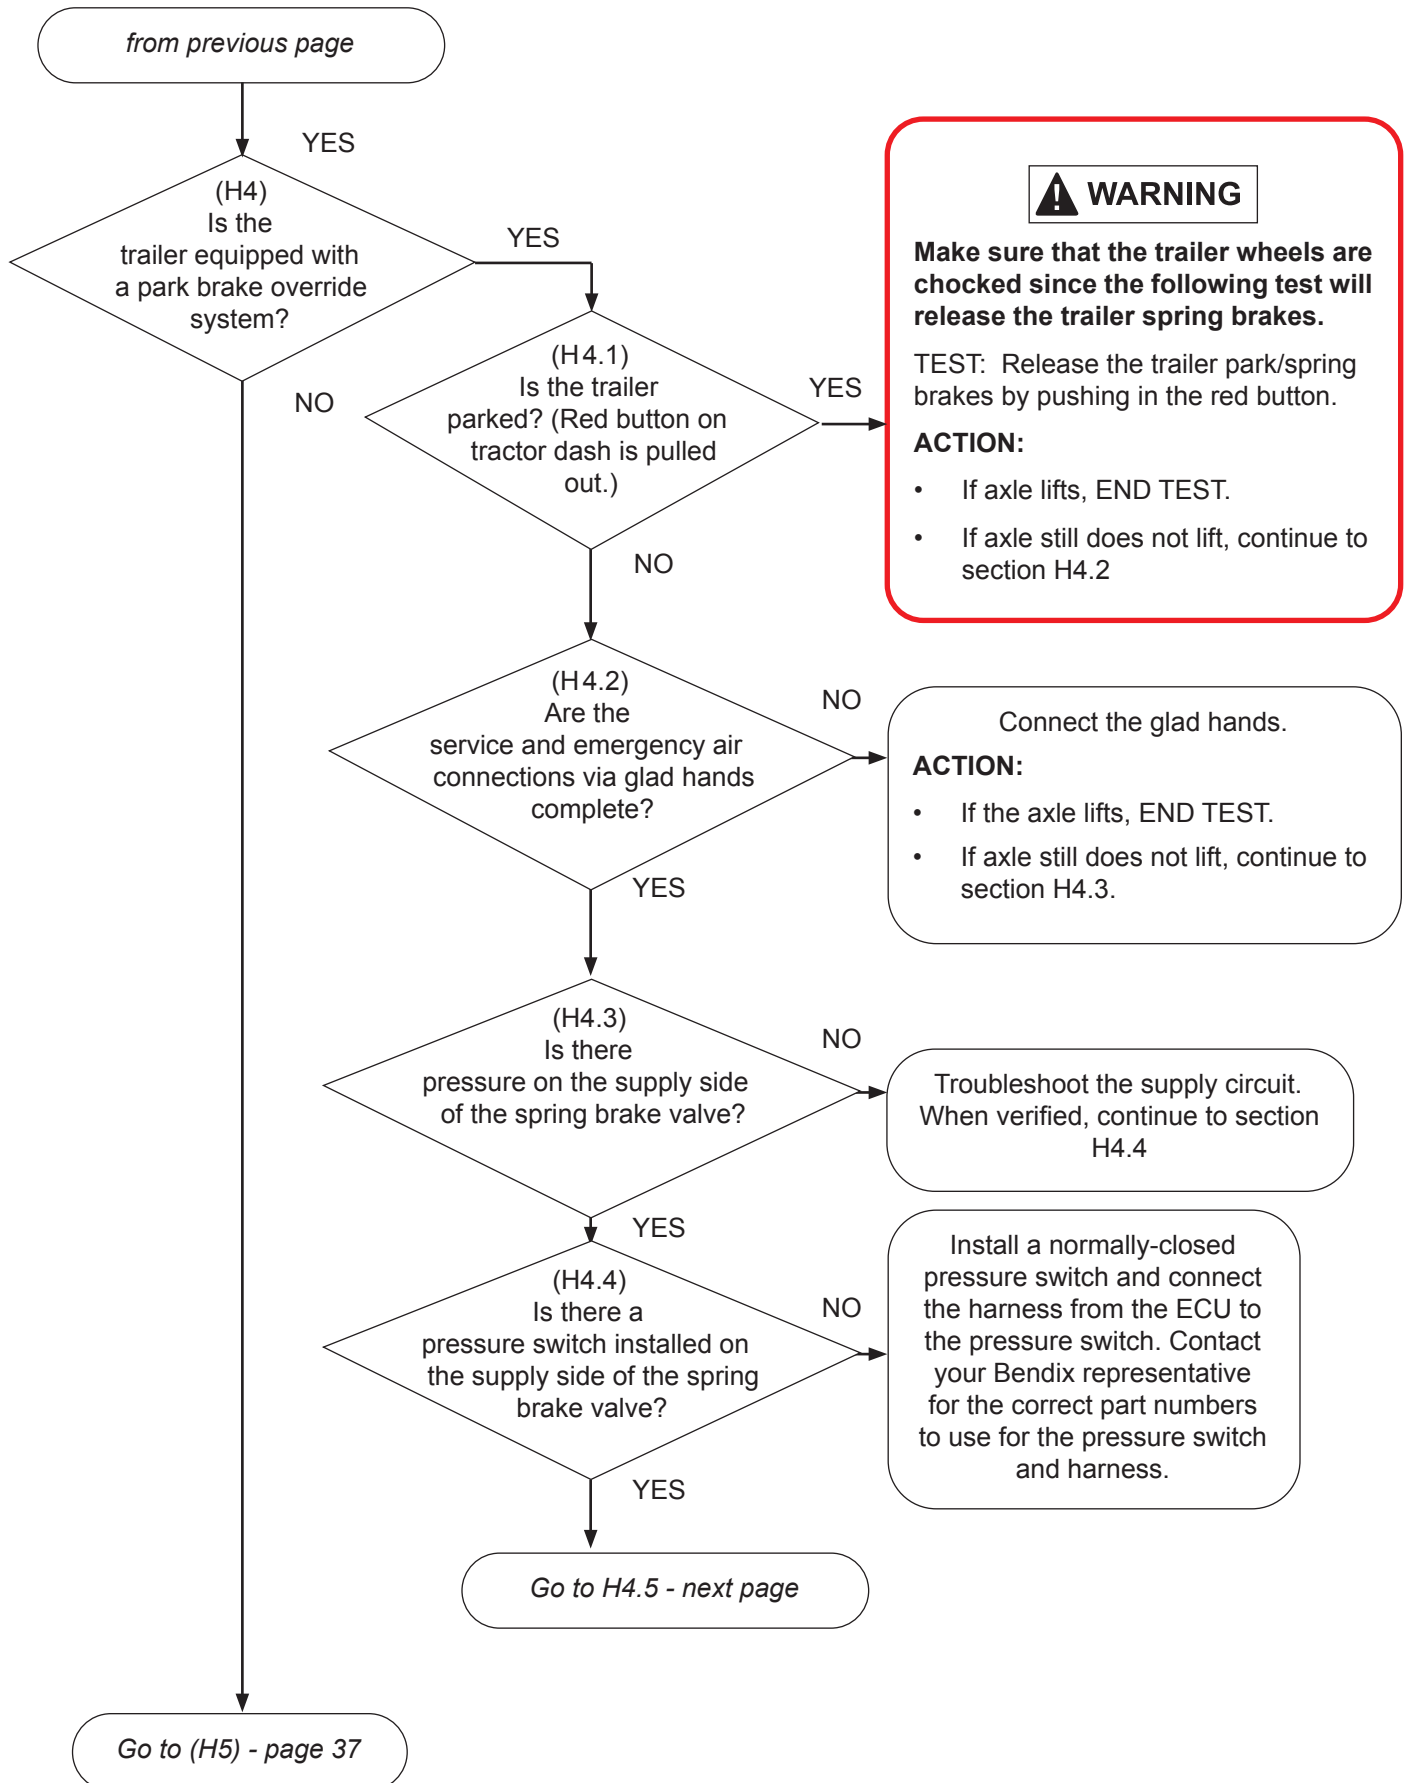 from previous page
YES
(H4)
Is the
trailer equipped with
a park brake override
system?
YES
NO
(H4.1)
Is the trailer
parked? (Red button on
tractor dash is pulled
out.)
YES
NO
WARNING
Make sure that the trailer wheels are
chocked since the following test will
release the trailer spring brakes.
TEST: Release the trailer park/spring
brakes by pushing in the red button.
ACTION:
• If axle lifts, END TEST.
• If axle still does not lift, continue to
section H4.2
(H4.2)
Are the
service and emergency air
connections via glad hands
complete?
NO
YES
Connect the glad hands.
ACTION:
• If the axle lifts, END TEST.
• If axle still does not lift, continue to
section H4.3.
(H4.3)
Is there
pressure on the supply side
of the spring brake valve?
NO
YES
Troubleshoot the supply circuit.
When verified, continue to section
H4.4
(H4.4)
Is there a
pressure switch installed on
the supply side of the spring
brake valve?
NO
YES
Install a normally-closed
pressure switch and connect
the harness from the ECU to
the pressure switch. Contact
your Bendix representative
for the correct part numbers
to use for the pressure switch
and harness.
Go to H4.5 - next page
Go to (H5) - page 37